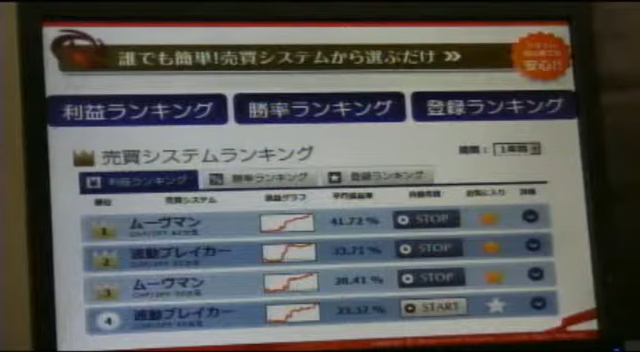 誰でも簡単!売買システムから選ぶだけ >>
安心!!
利益ランキング 勝率ランキング 登録ランキング
売買システムランキング
期間: 1年間
利益ランキング 勝率ランキング 登録ランキング
順位 売買システム 損益グラフ 平均損益率 自動売買 お気に入り 詳細
1 ムーヴマン 41.72 % STOP
2 波動ブレイカー STOP
3 ムーヴマン STOP
4 波動ブレイカー START